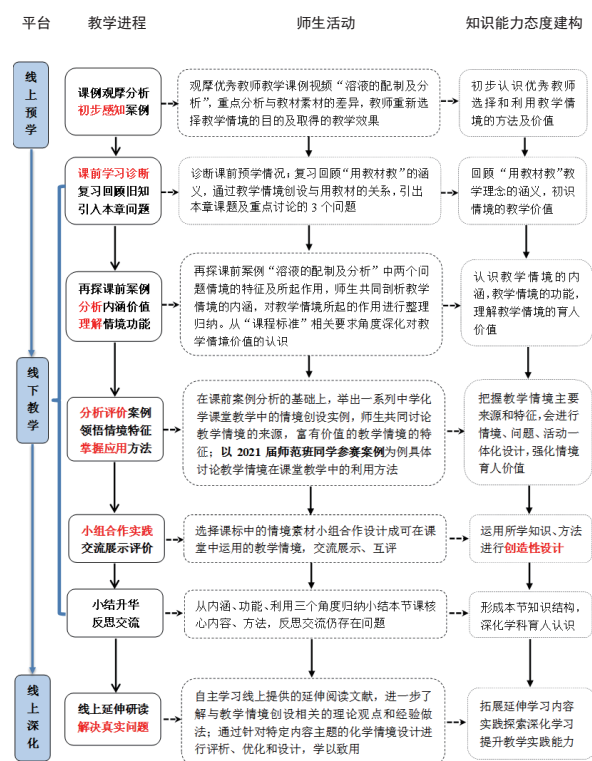 平台
教学进程
师生活动
知识能力态度建构
线上预学
课例观摩分析
初步感知案例
观摩优秀教师教学课例视频“溶液的配制及分
析”，重点分析与教材素材的差异，教师重新选
择教学情境的目的及取得的教学效果
初步认识优秀教师
选择和利用教学情
境的方法及价值
线下教学
课前学习诊断
复习回顾旧知
引入本章问题
诊断课前预学情况；复习回顾“用教材教”的涵
义，通过教学情境创设与用教材的关系，引出
本章课题及重点讨论的 3 个问题
回顾“用教材教”教
学理念的涵义，初识
情境的教学价值
再探课前案例
分析内涵价值
理解情境功能
再探课前案例“溶液的配制及分析”中两个问
题情境的特征及所起作用，师生共同剖析教学
情境的内涵，对教学情境所起的作用进行整理
归纳。从“课程标准”相关要求角度深化对教
学情境价值的认识
认识教学情境的内
涵，教学情境的功能，
理解教学情境的育人
价值
分析评价案例
领悟情境特征
掌握应用方法
在课前案例分析的基础上，举出一系列中学化
学课堂教学中的情境创设实例，师生共同讨论
教学情境的来源，富有价值的教学情境的特
征；以 2021 届师范班同学参赛案例为例具体
讨论教学情境在课堂教学中的利用方法
把握教学情境主要
来源和特征，会进行
情境、问题、活动一
体化设计，强化情境
育人价值
小组合作实践
交流展示评价
选择课标中的情境素材小组合作设计成可在课
堂中运用的教学情境，交流展示、互评
运用所学知识、方法
进行创造性设计
小结升华
反思交流
从内涵、功能、利用三个角度归纳小结本节课核
心内容、方法，反思交流仍存在问题
形成本节知识结构，
深化学科育人认识
线上深化
线上延伸研读
解决真实问题
自主学习线上提供的延伸阅读文献，进一步了
解与教学情境创设相关的理论观点和经验做
法；通过针对特定内容主题的化学情境设计进
行评析、优化和设计，学以致用
拓展延伸学习内容
实践探索深化学习
提升教学实践能力